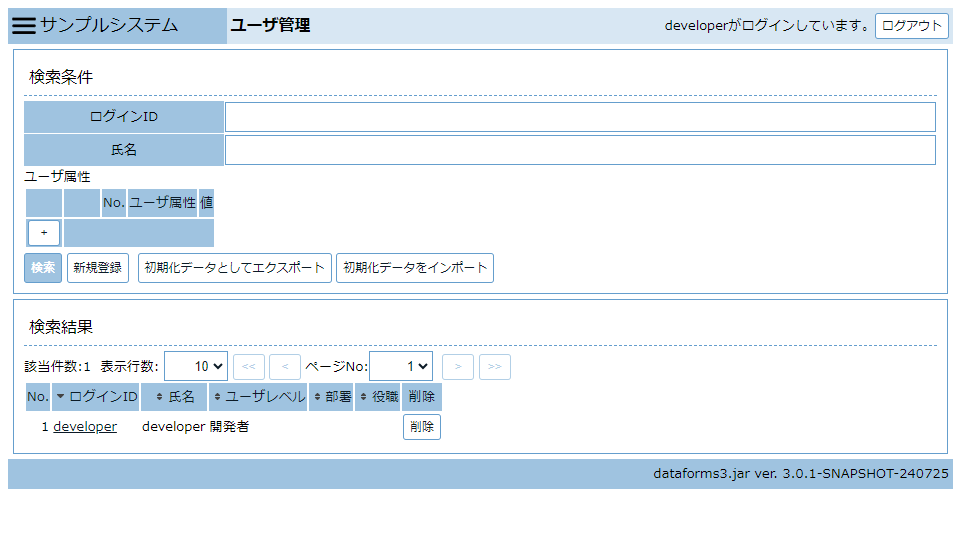 サンプルシステム ユーザ管理 developerがログインしています。 ログアウト
検索条件
ログインID
氏名
ユーザ属性
No. ユーザ属性 値
+
検索 新規登録 初期化データとしてエクスポート 初期化データをインポート
検索結果
該当件数:1 表示行数: 10 << < ページNo: 1 > >>
No. ログインID 氏名 ユーザレベル 部署 役職 削除
1 developer developer 開発者 削除
dataforms3.jar ver. 3.0.1-SNAPSHOT-240725